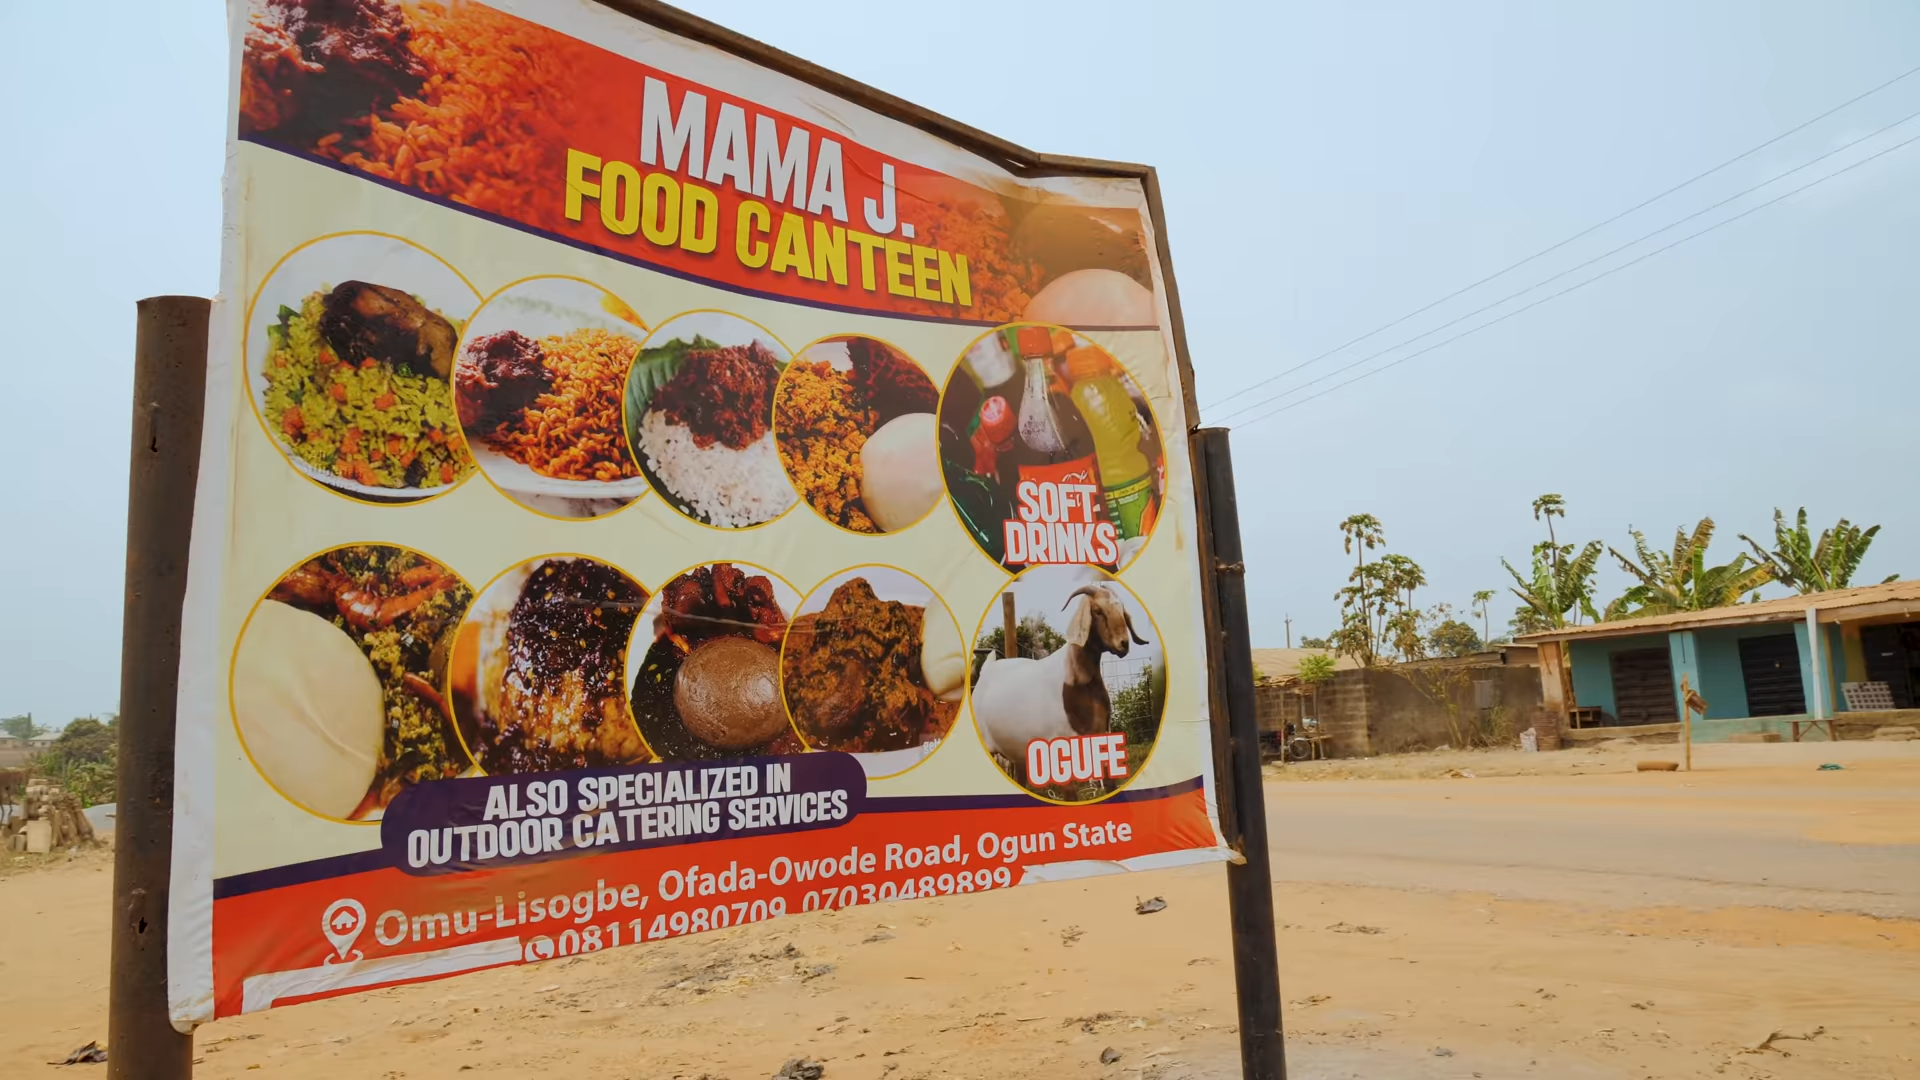 MAMA J.
FOOD CANTEEN
SOFT-
DRINKS
OGUFE
ALSO SPECIALIZED IN
OUTDOOR CATERING SERVICES
Omu-Lisogbe, Ofada-Owode Road, Ogun State
08114980709, 07030489899